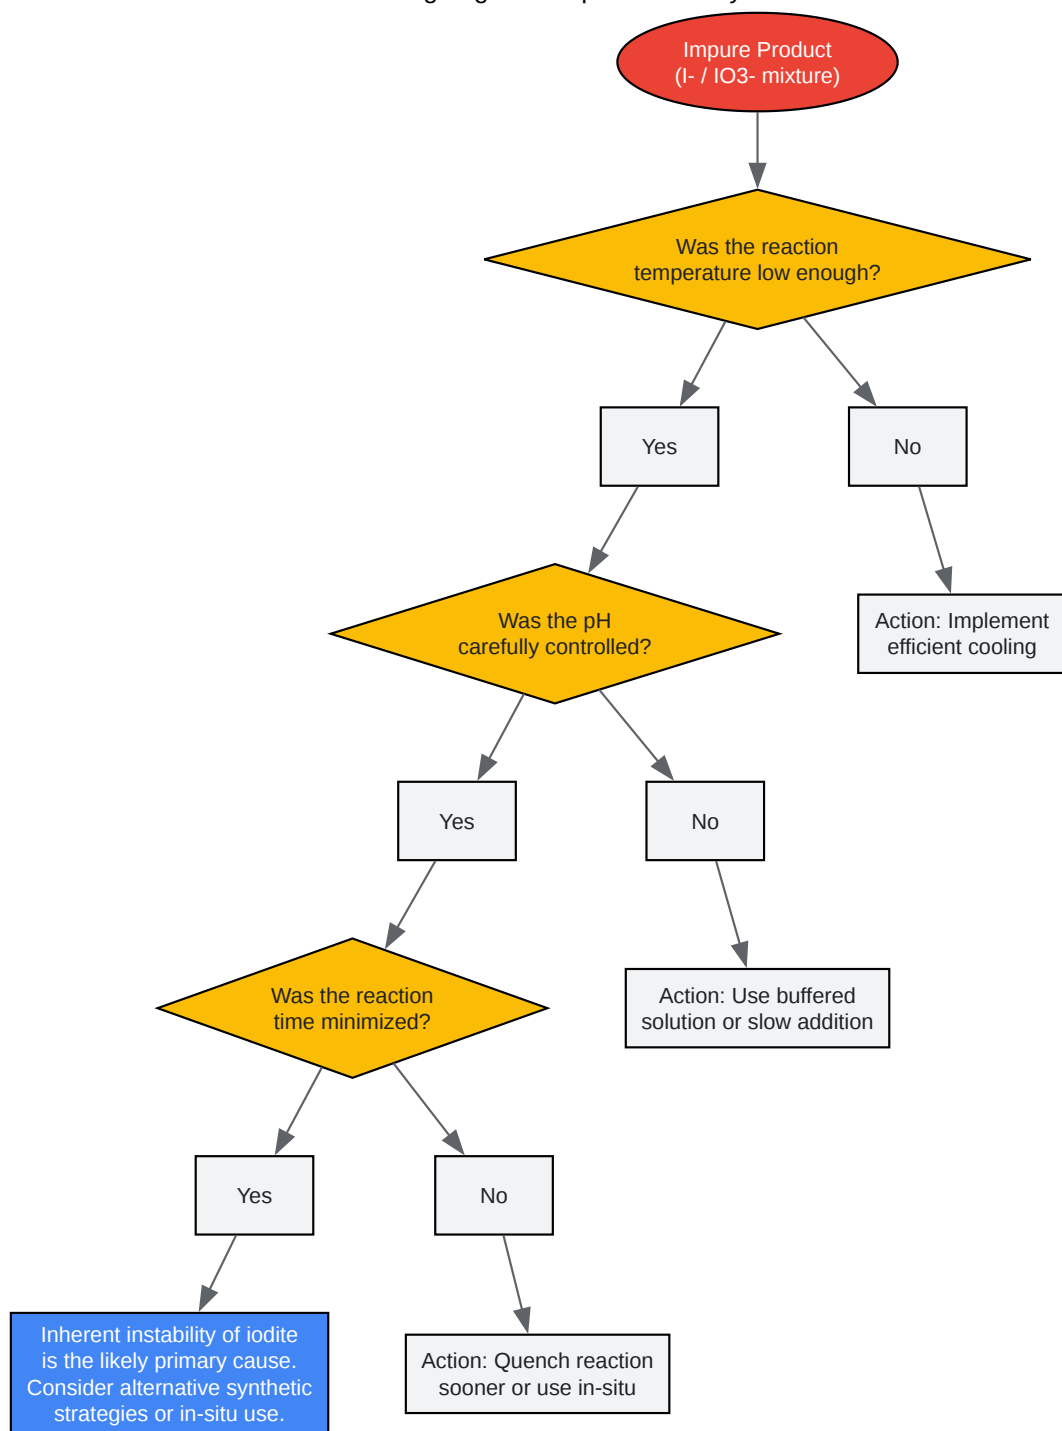 Impure Product
(I- / IO3- mixture)
Was the reaction
temperature low enough?
Yes
No
Was the pH
carefully controlled?
Action: Implement
efficient cooling
Yes
No
Was the reaction
time minimized?
Action: Use buffered
solution or slow addition
Yes
No
Inherent instability of iodite
is the likely primary cause.
Consider alternative synthetic
strategies or in-situ use.
Action: Quench reaction
sooner or use in-situ